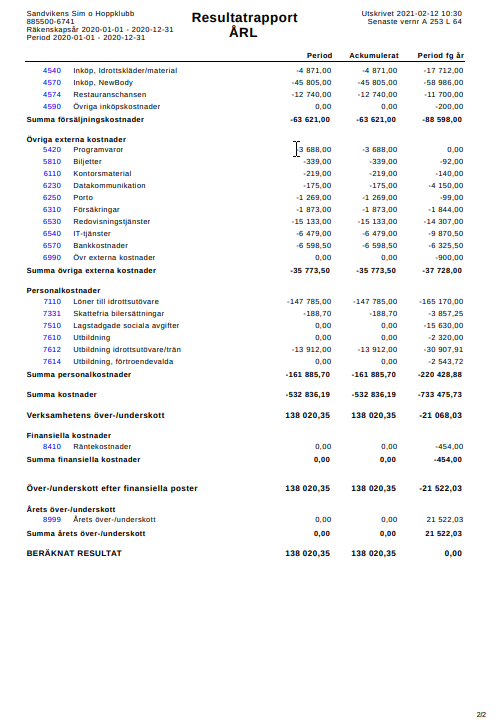 Sandvikens Sim o Hoppklubb
885500-6741
Räkenskapsår 2020-01-01 - 2020-12-31
Period 2020-01-01 - 2020-12-31
Resultatrapport
ÅRL
Utskrivet 2021-02-12 10:30
Senaste vernr A 253 L 64
Period Ackumulerat Period fg år
4540 Inköp, Idrottskläder/material -4 871,00 -4 871,00 -17 712,00
4570 Inköp, NewBody -45 805,00 -45 805,00 -58 986,00
4574 Restauranschansen -12 740,00 -12 740,00 -11 700,00
4590 Övriga inköpskostnader 0,00 0,00 -200,00
Summa försäljningskostnader -63 621,00 -63 621,00 -88 598,00
Övriga externa kostnader
5420 Programvaror -3 688,00 -3 688,00 0,00
5810 Biljetter -339,00 -339,00 -92,00
6110 Kontorsmaterial -219,00 -219,00 -140,00
6230 Datakommunikation -175,00 -175,00 -4 150,00
6250 Porto -1 269,00 -1 269,00 -99,00
6310 Försäkringar -1 873,00 -1 873,00 -1 844,00
6530 Redovisningstjänster -15 133,00 -15 133,00 -14 307,00
6540 IT-tjänster -6 479,00 -6 479,00 -9 870,50
6570 Bankkostnader -6 598,50 -6 598,50 -6 325,50
6990 Övr externa kostnader 0,00 0,00 -900,00
Summa övriga externa kostnader -35 773,50 -35 773,50 -37 728,00
Personalkostnader
7110 Löner till idrottsutövare -147 785,00 -147 785,00 -165 170,00
7331 Skattefria bilersättningar -188,70 -188,70 -3 857,25
7510 Lagstadgade sociala avgifter 0,00 0,00 -15 630,00
7610 Utbildning 0,00 0,00 -2 320,00
7612 Utbildning idrottsutövare/trän -13 912,00 -13 912,00 -30 907,91
7614 Utbildning, förtroendevalda 0,00 0,00 -2 543,72
Summa personalkostnader -161 885,70 -161 885,70 -220 428,88
Summa kostnader -532 836,19 -532 836,19 -733 475,73
Verksamhetens över-/underskott 138 020,35 138 020,35 -21 068,03
Finansiella kostnader
8410 Räntekostnader 0,00 0,00 -454,00
Summa finansiella kostnader 0,00 0,00 -454,00
Över-/underskott efter finansiella poster 138 020,35 138 020,35 -21 522,03
Årets över-/underskott
8999 Årets över-/underskott 0,00 0,00 21 522,03
Summa årets över-/underskott 0,00 0,00 21 522,03
BERÄKNAT RESULTAT 138 020,35 138 020,35 0,00
2/2